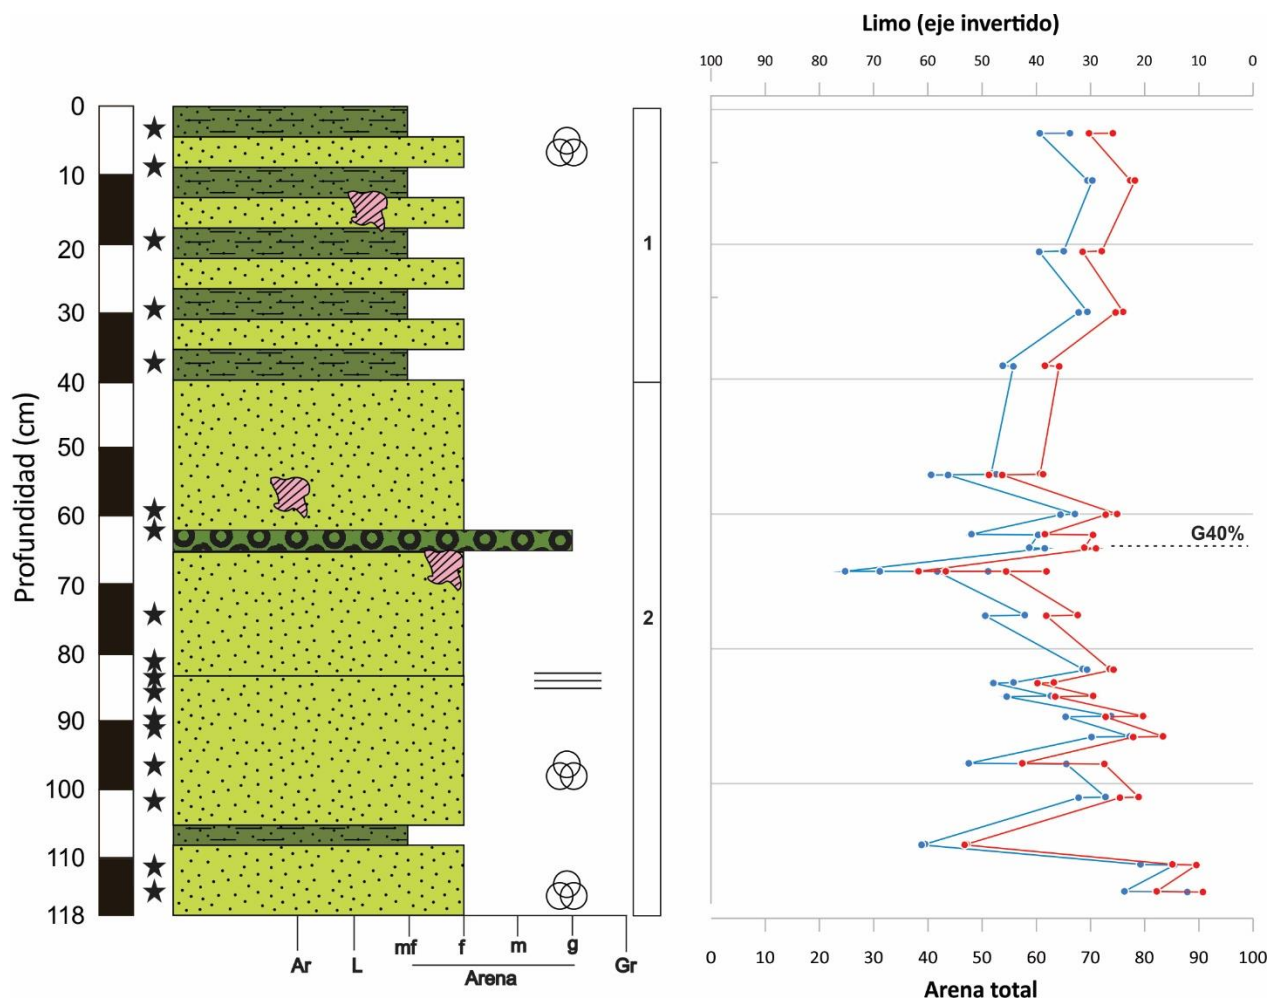 Limo (eje invertido)
100 90 80 70 60 50 40 30 20 10 0
Profundidad (cm)
0
10
20
30
40
50
60
70
80
90
100
110
118
1
2
G40%
Ar L mf f m g Gr
Arena
0 10 20 30 40 50 60 70 80 90 100
Arena total